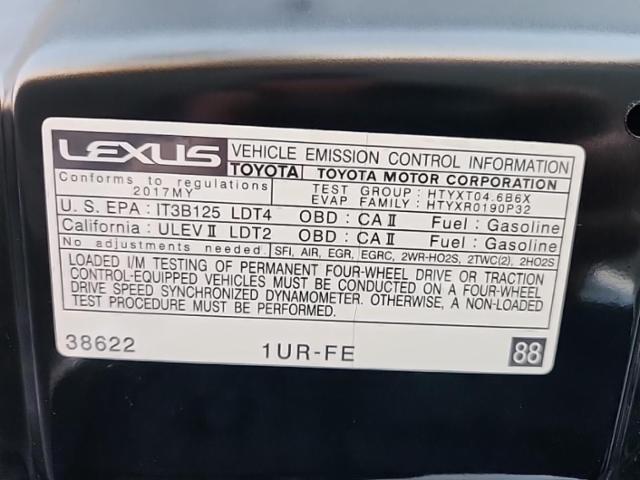 LEXUS VEHICLE EMISSION CONTROL INFORMATION
TOYOTA TOYOTA MOTOR CORPORATION
Conforms to regulations
2017MY
TEST GROUP : HTYXT04.6B6X
EVAP FAMILY : HTYXR0190P32
U. S. EPA : IT3B125 LDT4 OBD : CA II Fuel : Gasoline
California : ULEV II LDT2 OBD : CA II Fuel : Gasoline
No adjustments needed. SFI, AIR, EGR, EGRC, 2WR-HO2S, 2TWC(2), 2HO2S
LOADED I/M TESTING OF PERMANENT FOUR-WHEEL DRIVE OR TRACTION
CONTROL-EQUIPPED VEHICLES MUST BE CONDUCTED ON A FOUR-WHEEL
DRIVE SPEED SYNCHRONIZED DYNAMOMETER. OTHERWISE, A NON-LOADED
TEST PROCEDURE MUST BE PERFORMED.
38622 1UR-FE 88